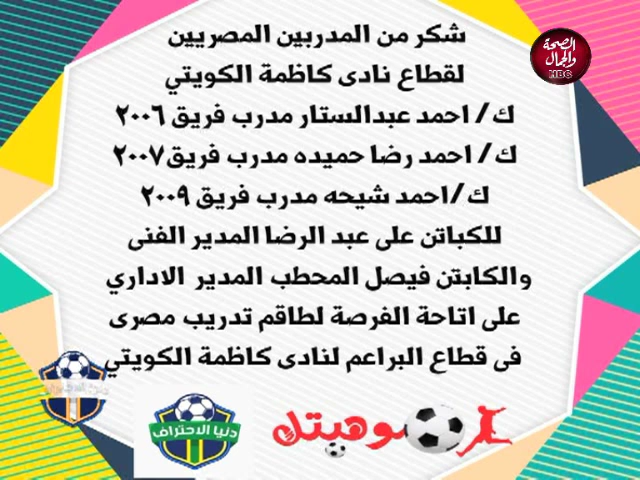 الصحة
والجمال
HBC
شكر من المدربين المصريين
لقطاع نادى كاظمة الكويتي
ك/ احمد عبدالستار مدرب فريق ٢٠٠٦
ك/ احمد رضا حميده مدرب فريق٢٠٠٧
ك/احمد شيحه مدرب فريق ٢٠٠٩
للكباتن على عبد الرضا المدير الفنى
والكابتن فيصل المحطب المدير الاداري
على اتاحة الفرصة لطاقم تدريب مصرى
فى قطاع البراعم لنادى كاظمة الكويتي
دنيا الاحتراف
موهبتك